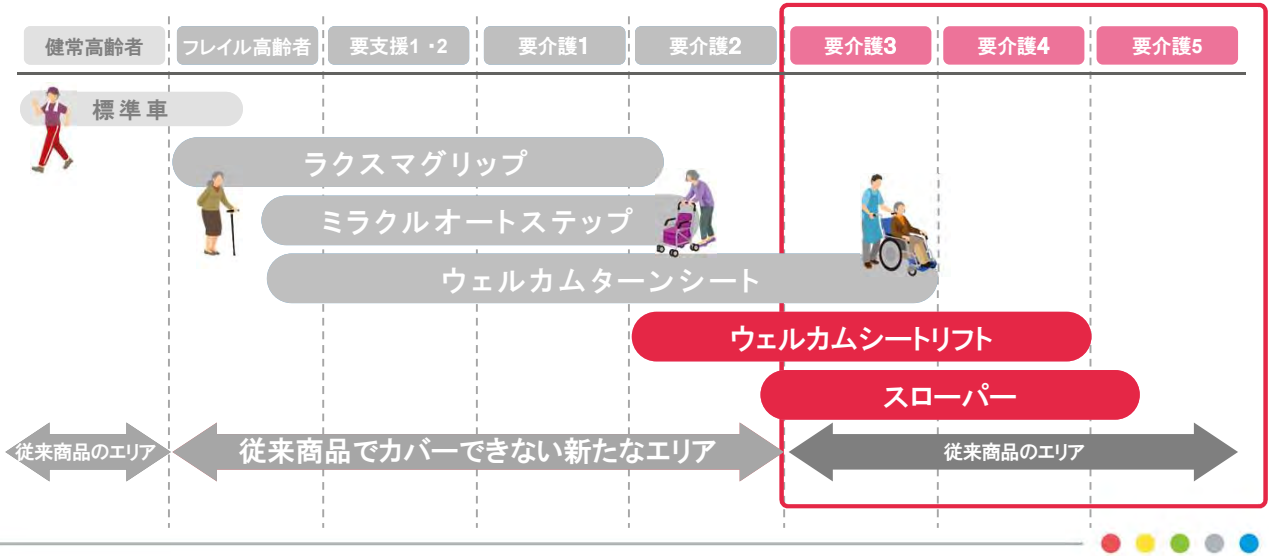 健常高齢者
フレイル高齢者
要支援1・2
要介護1
要介護2
要介護3
要介護4
要介護5
標準車
ラクスマグリップ
ミラクルオートステップ
ウェルカムターンシート
ウェルカムシートリフト
スローパー
従来商品のエリア
従来商品でカバーできない新たなエリア
従来商品のエリア